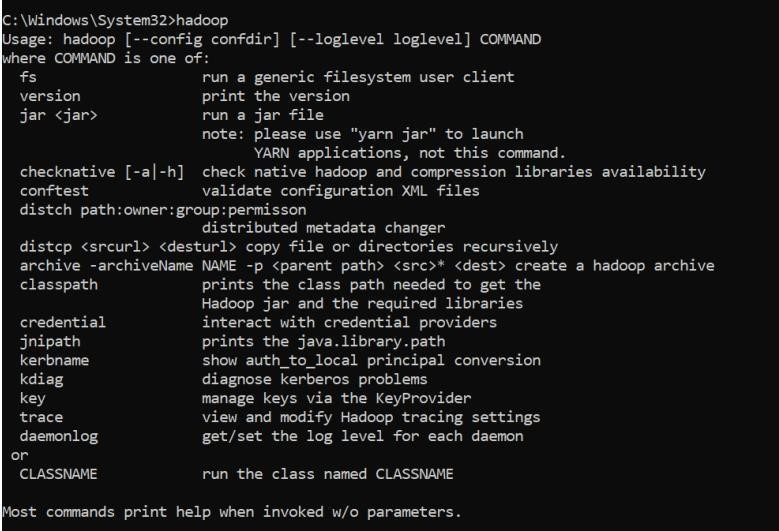 C:\Windows\System32>hadoop
Usage: hadoop [--config confdir] [--loglevel loglevel] COMMAND
where COMMAND is one of:
  fs                   run a generic filesystem user client
  version              print the version
  jar <jar>            run a jar file
                       note: please use "yarn jar" to launch
                             YARN applications, not this command.
  checknative [-a|-h]  check native hadoop and compression libraries availability
  conftest             validate configuration XML files
  distch path:owner:group:permisson
                       distributed metadata changer
  distcp <srcurl> <desturl> copy file or directories recursively
  archive -archiveName NAME -p <parent path> <src>* <dest> create a hadoop archive
  classpath            prints the class path needed to get the
                       Hadoop jar and the required libraries
  credential           interact with credential providers
  jnipath              prints the java.library.path
  kerbname             show auth_to_local principal conversion
  kdiag                diagnose kerberos problems
  key                  manage keys via the KeyProvider
  trace                view and modify Hadoop tracing settings
  daemonlog            get/set the log level for each daemon
 or
  CLASSNAME            run the class named CLASSNAME

Most commands print help when invoked w/o parameters.